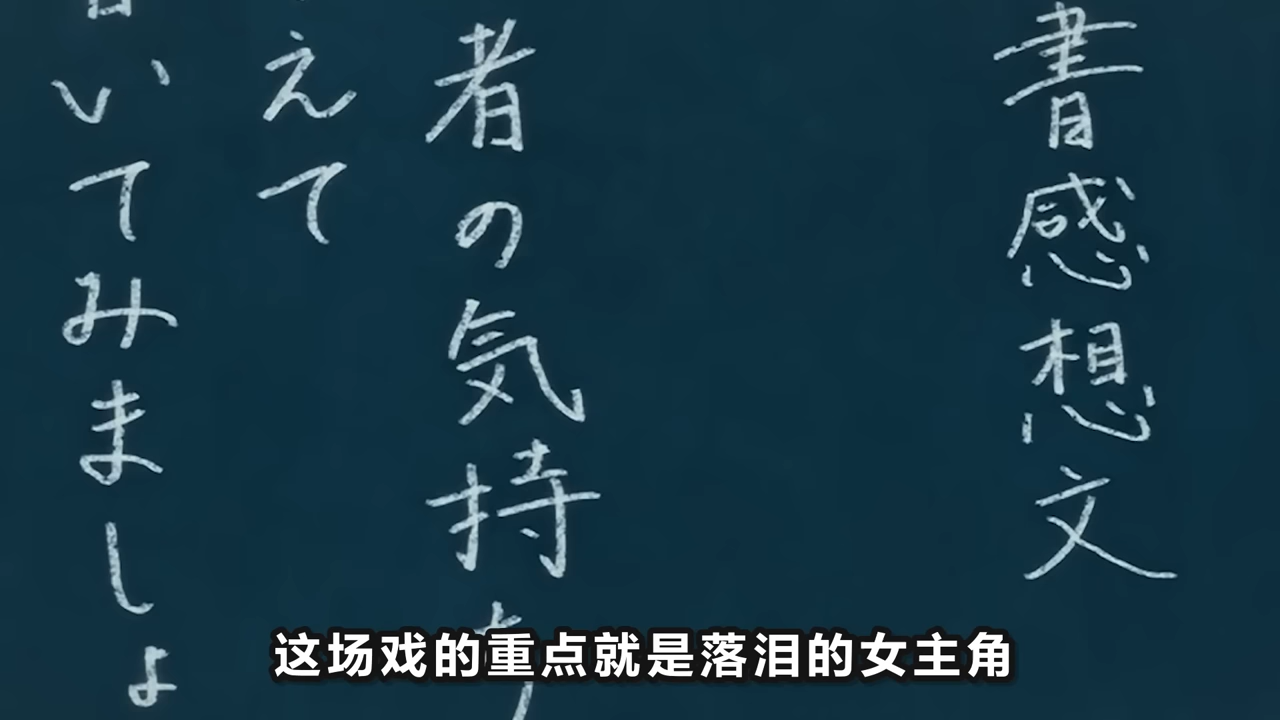 書感想文
者の気持ち
えて
いてみましょ
这场戏的重点就是落泪的女主角